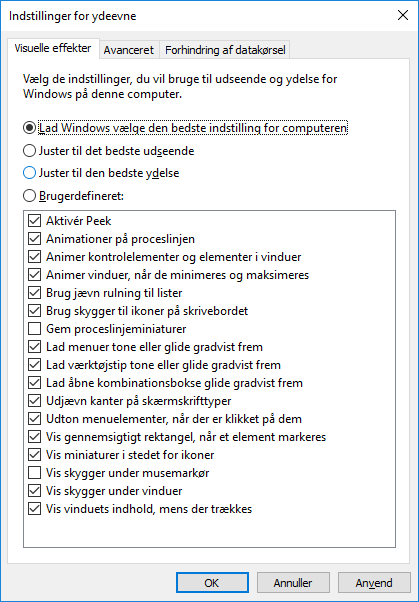 Indstillinger for ydeevne
Visuelle effekter
Avanceret
Forhindring af datakørsel
Vælg de indstillinger, du vil bruge til udseende og ydelse for
Windows på denne computer.
Lad Windows vælge den bedste indstilling for computeren
Juster til det bedste udseende
Juster til den bedste ydelse
Brugerdefineret:
Aktivér Peek
Animationer på proceslinjen
Animer kontrolelementer og elementer i vinduer
Animer vinduer, når de minimeres og maksimeres
Brug jævn rulning til lister
Brug skygger til ikoner på skrivebordet
Gem proceslinjeminiaturer
Lad menuer tone eller glide gradvist frem
Lad værktøjstip tone eller glide gradvist frem
Lad åbne kombinationsbokse glide gradvist frem
Udjævn kanter på skærmskrifttyper
Udton menuelementer, når der er klikket på dem
Vis gennemsigtigt rektangel, når et element markeres
Vis miniaturer i stedet for ikoner
Vis skygger under musemarkør
Vis skygger under vinduer
Vis vinduets indhold, mens der trækkes
OK
Annuller
Anvend